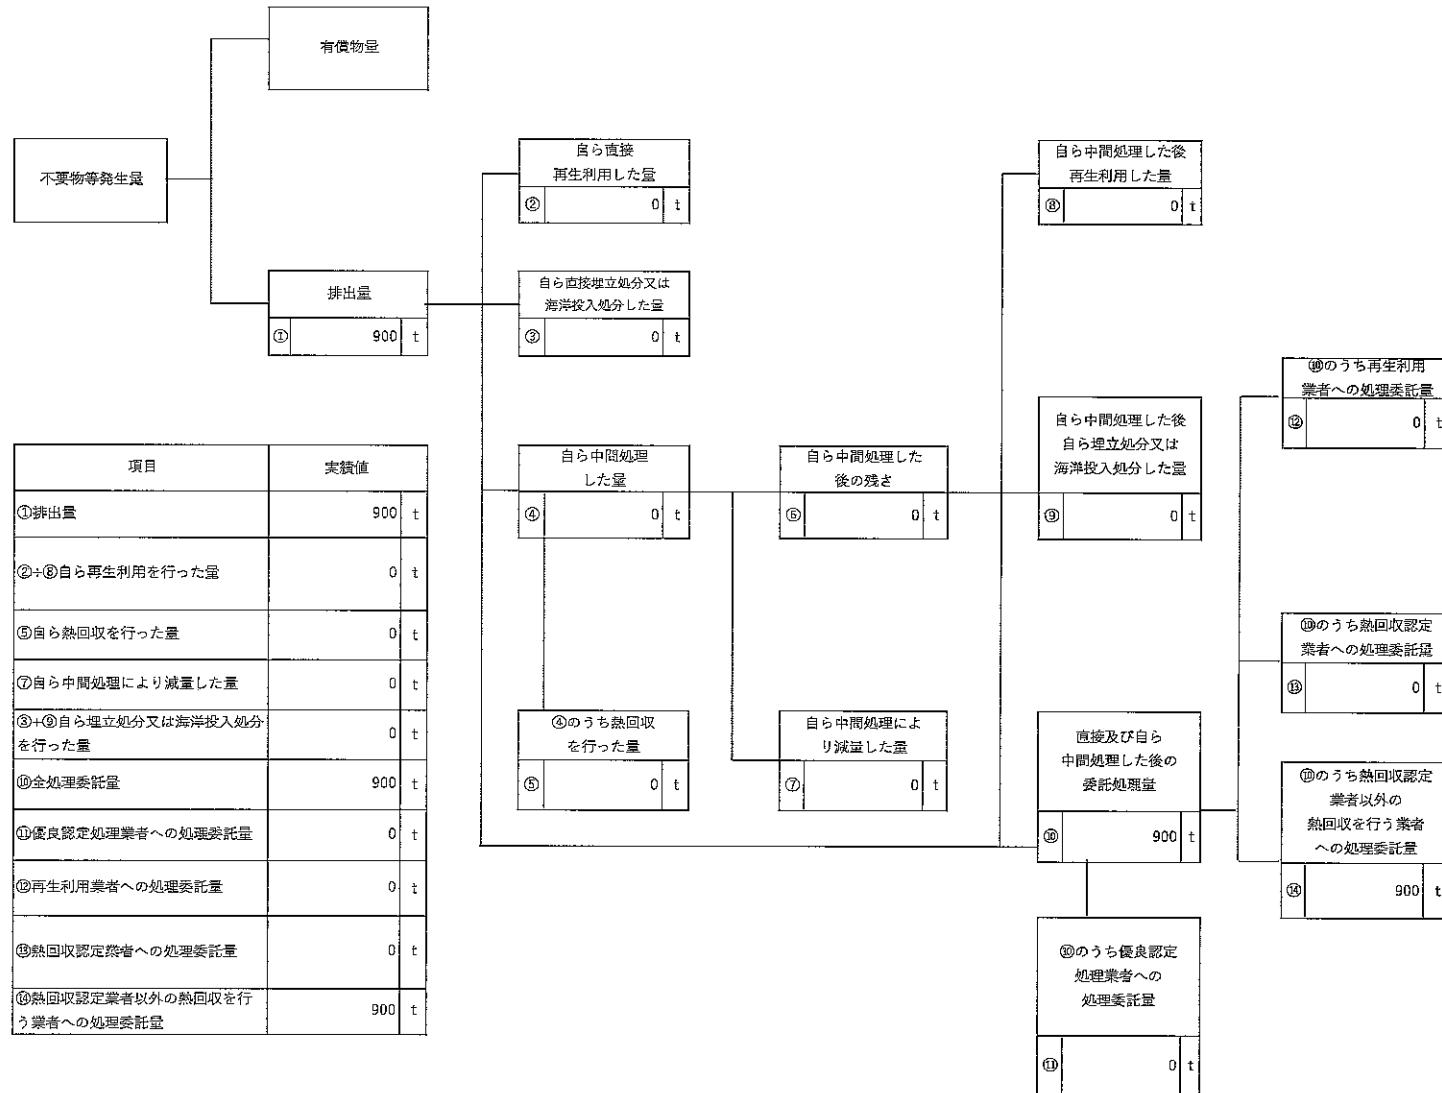 有償物量
不要物等発生量
排出量
① 900 t
自ら直接
再生利用した量
② 0 t
自ら直接埋立処分又は
海洋投入処分した量
③ 0 t
自ら中間処理
した量
④ 0 t
④のうち熱回収
を行った量
⑤ 0 t
自ら中間処理した
後の残さ
⑥ 0 t
自ら中間処理によ
り減量した量
⑦ 0 t
自ら中間処理した後
再生利用した量
⑧ 0 t
自ら中間処理した後
自ら埋立処分又は
海洋投入処分した量
⑨ 0 t
直接及び自ら
中間処理した後の
委託処理量
⑩ 900 t
⑩のうち優良認定
処理業者への
処理委託量
⑪ 0 t
⑩のうち再生利用
業者への処理委託量
⑫ 0 t
⑩のうち熱回収認定
業者への処理委託量
⑬ 0 t
⑩のうち熱回収認定
業者以外の
熱回収を行う業者
への処理委託量
⑭ 900 t
項目 実績値
①排出量 900 t
②+⑧自ら再生利用を行った量 0 t
⑤自ら熱回収を行った量 0 t
⑦自ら中間処理により減量した量 0 t
③+⑨自ら埋立処分又は海洋投入処分
を行った量 0 t
⑩全処理委託量 900 t
⑪優良認定処理業者への処理委託量 0 t
⑫再生利用業者への処理委託量 0 t
⑬熱回収認定業者への処理委託量 0 t
⑭熱回収認定業者以外の熱回収を行
う業者への処理委託量 900 t